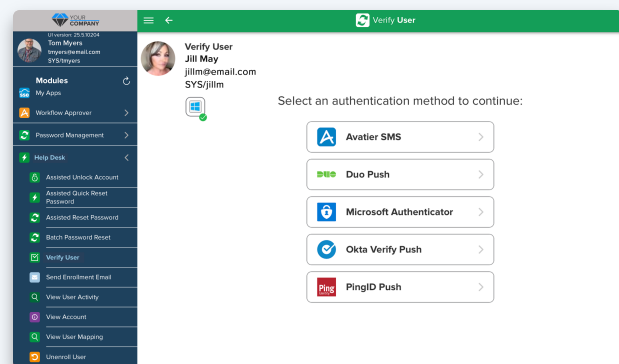 YOUR
COMPANY
UI version: 25.5.10204
Tom Myers
tmyers@email.com
SYS/tmyers
Modules
SSO
My Apps
Workflow Approver
Password Management
Help Desk
Assisted Unlock Account
Assisted Quick Reset
Password
Assisted Reset Password
Batch Password Reset
Verify User
Send Enrollment Email
View User Activity
View Account
View User Mapping
Unenroll User
Verify User
Verify User
Jill May
jillm@email.com
SYS/jillm
Select an authentication method to continue:
Avatier SMS
DUO
Duo Push
Microsoft Authenticator
Okta Verify Push
Ping
PingID Push